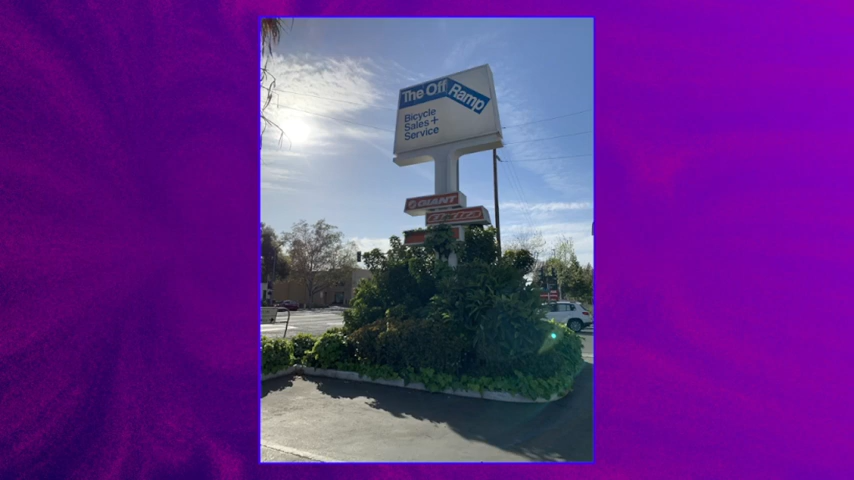 The Off Ramp
Bicycle
Sales +
Service
GIANT